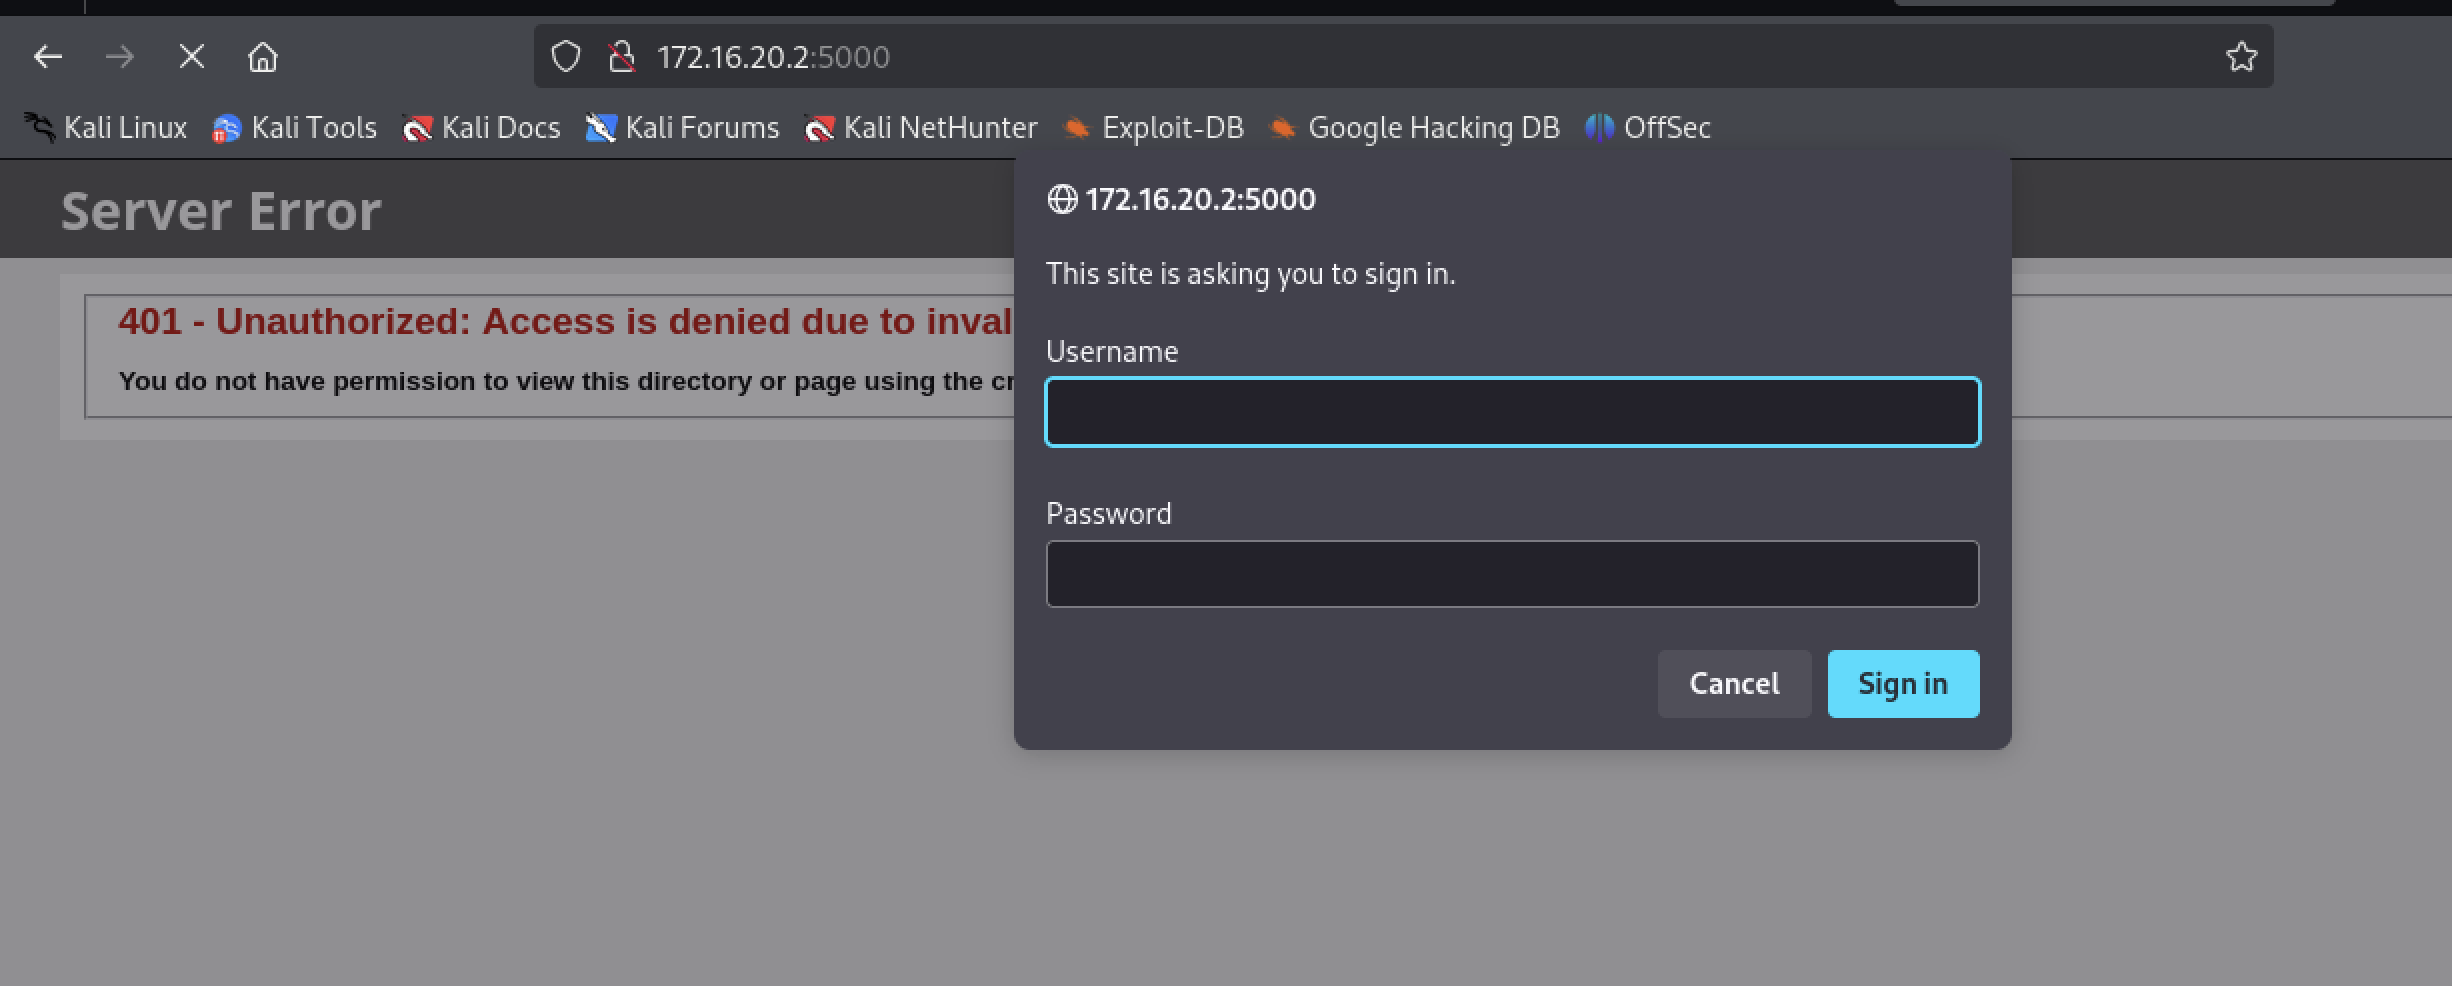 172.16.20.2:5000
Kali Linux Kali Tools Kali Docs Kali Forums Kali NetHunter Exploit-DB Google Hacking DB OffSec
Server Error
401 - Unauthorized: Access is denied due to
You do not have permission to view this directory or page using the
172.16.20.2:5000
This site is asking you to sign in.
Username
Password
Cancel Sign in